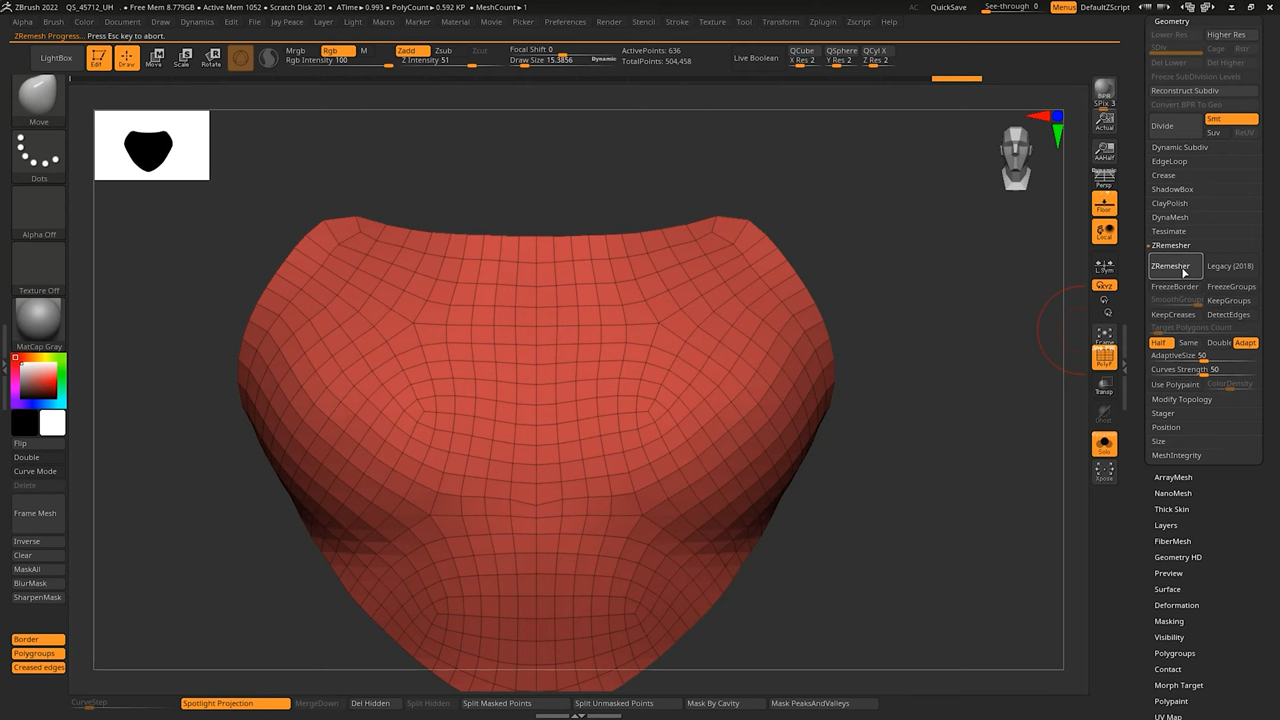 ZBrush 2022 QS_45712_UH • Free Mem 8.779GB • Active Mem 1052 • Scratch Disk 201 • ATime▸0.993 • PolyCount▸0.592 KP • MeshCount▸1
AC QuickSave See-through 0 Menus DefaultZScript
Alpha Brush Color Document Draw Dynamics Edit File Jay Peace Layer Light Macro Marker Material Movie Picker Preferences Render Stencil Stroke Texture Tool Transform Zplugin Zscript Help
ZRemesh Progress... Press Esc key to abort.
LightBox
Edit
Draw
Move
Scale
Rotate
Mrgb Rgb M
Rgb Intensity 100
Zadd Zsub Zcut
Z Intensity 51
Focal Shift 0
Draw Size 15.3856 Dynamic
ActivePoints: 636
TotalPoints: 504,458
Live Boolean
QCube QSphere QCyl X
X Res 2 Y Res 2 Z Res 2
Move
Dots
Alpha Off
Texture Off
MatCap Gray
Flip
Double
Curve Mode
Delete
Frame Mesh
Inverse
Clear
MaskAll
BlurMask
SharpenMask
Border
Polygroups
Creased edges
BPR
SPix 3
Actual
AAHalf
Dynamic
Persp
Floor
Local
L.Sym
XYZ
Frame
PolyF
Transp
Ghost
Solo
Xpose
Geometry
Lower Res Higher Res
SDiv Cage Rstr
Del Lower Del Higher
Freeze SubDivision Levels
Reconstruct Subdiv
Convert BPR To Geo
Divide Smt
Suv ReUV
Dynamic Subdiv
EdgeLoop
Crease
ShadowBox
ClayPolish
DynaMesh
Tessimate
ZRemesher
ZRemesher Legacy (2018)
FreezeBorder FreezeGroups
SmoothGroups KeepGroups
KeepCreases DetectEdges
Target Polygons Count
Half Same Double Adapt
AdaptiveSize 50
Curves Strength 50
Use Polypaint ColorDensity
Modify Topology
Stager
Position
Size
MeshIntegrity
ArrayMesh
NanoMesh
Thick Skin
Layers
FiberMesh
Geometry HD
Preview
Surface
Deformation
Masking
Visibility
Polygroups
Contact
Morph Target
Polypaint
UV Map
CurveStep Spotlight Projection MergeDown Del Hidden Split Hidden Split Masked Points Split Unmasked Points Mask By Cavity Mask PeaksAndValleys